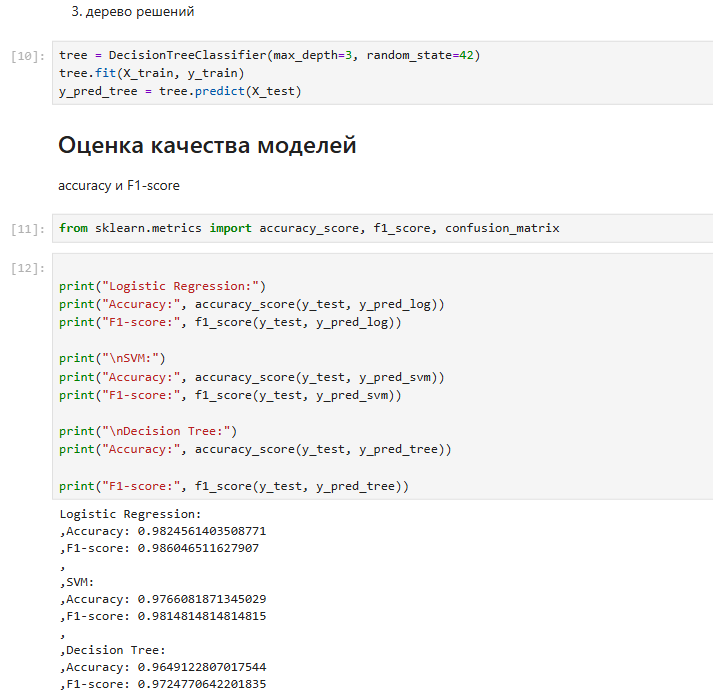 3. дерево решений
[10]: tree = DecisionTreeClassifier(max_depth=3, random_state=42)
tree.fit(X_train, y_train)
y_pred_tree = tree.predict(X_test)
Оценка качества моделей
accuracy и F1-score
[11]: from sklearn.metrics import accuracy_score, f1_score, confusion_matrix
[12]:
print("Logistic Regression:")
print("Accuracy:", accuracy_score(y_test, y_pred_log))
print("F1-score:", f1_score(y_test, y_pred_log))
print("\nSVM:")
print("Accuracy:", accuracy_score(y_test, y_pred_svm))
print("F1-score:", f1_score(y_test, y_pred_svm))
print("\nDecision Tree:")
print("Accuracy:", accuracy_score(y_test, y_pred_tree))
print("F1-score:", f1_score(y_test, y_pred_tree))
Logistic Regression:
,Accuracy: 0.9824561403508771
,F1-score: 0.986046511627907
,
,SVM:
,Accuracy: 0.9766081871345029
,F1-score: 0.9814814814814815
,
,Decision Tree:
,Accuracy: 0.9649122807017544
,F1-score: 0.9724770642201835